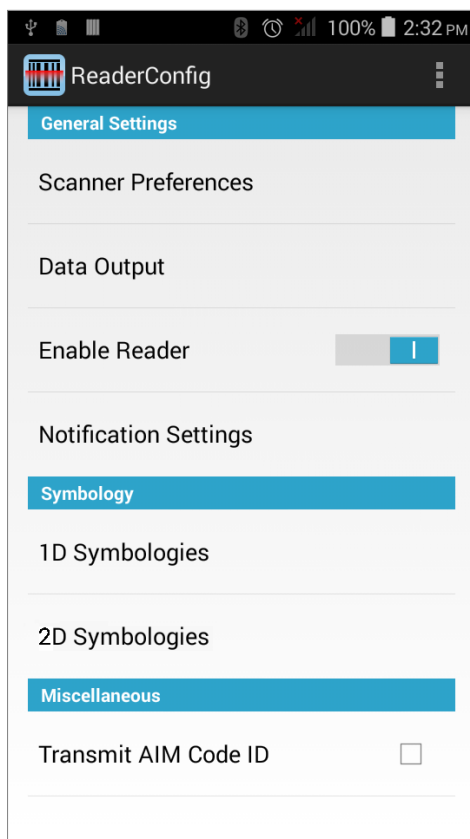 100% 2:32 PM
ReaderConfig
General Settings
Scanner Preferences
Data Output
Enable Reader
Notification Settings
Symbology
1D Symbologies
2D Symbologies
Miscellaneous
Transmit AIM Code ID